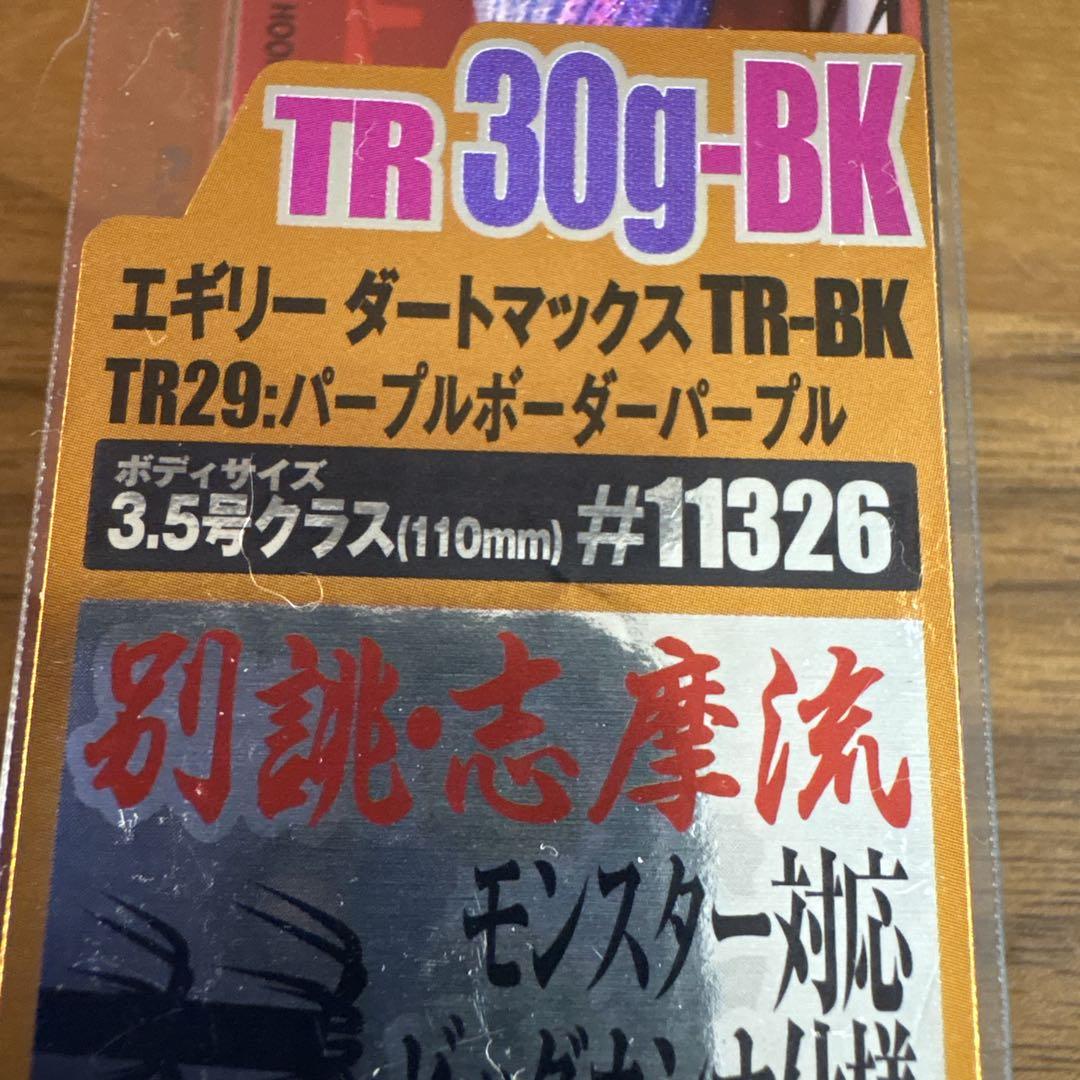 HOO
TR 30g-BK
エギリー ダートマックス TR-BK
TR29:パープルボーダーパープル
ボディサイズ
3.5号クラス(110mm) #11326
別誂・志摩流
モンスター対応